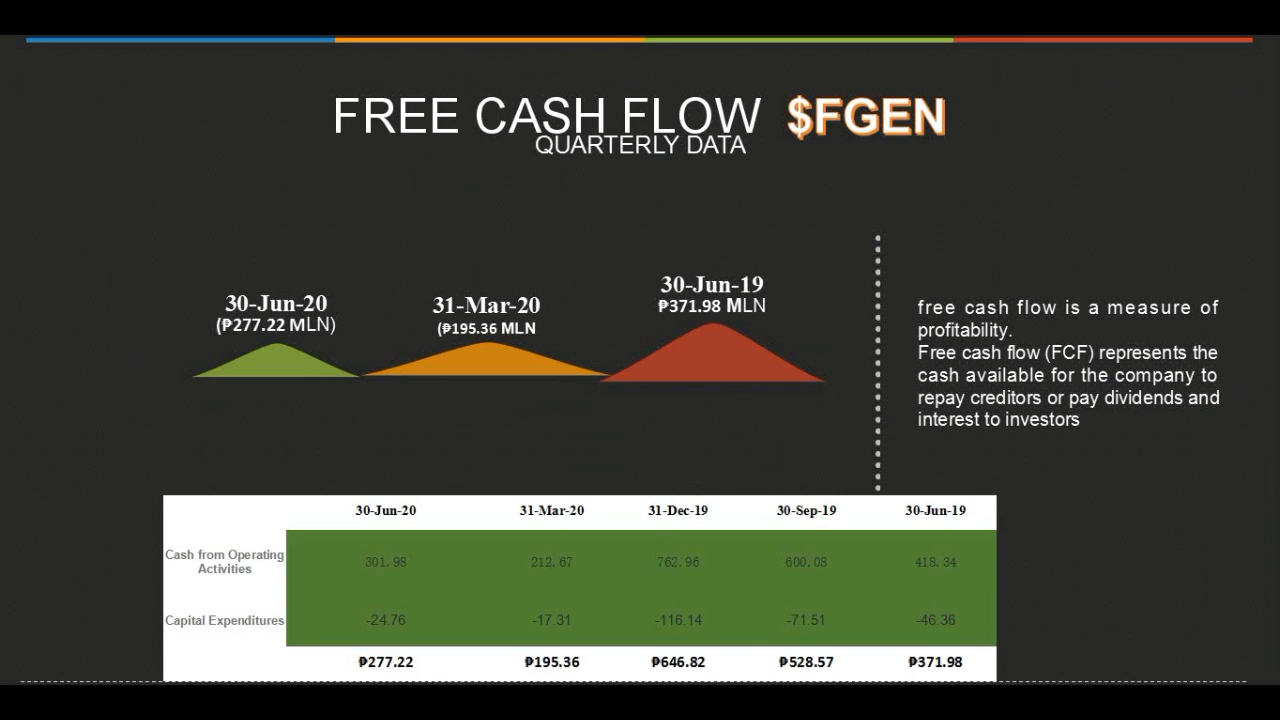 FREE CASH FLOW $FGEN
QUARTERLY DATA
30-Jun-20
(₱277.22 MLN)
31-Mar-20
(₱195.36 MLN
30-Jun-19
₱371.98 MLN
free cash flow is a measure of
profitability.
Free cash flow (FCF) represents the
cash available for the company to
repay creditors or pay dividends and
interest to investors
30-Jun-20 31-Mar-20 31-Dec-19 30-Sep-19 30-Jun-19
Cash from Operating
Activities
301.98 212.67 762.96 600.08 418.34
Capital Expenditures -24.76 -17.31 -116.14 -71.51 -46.36
₱277.22 ₱195.36 ₱646.82 ₱528.57 ₱371.98